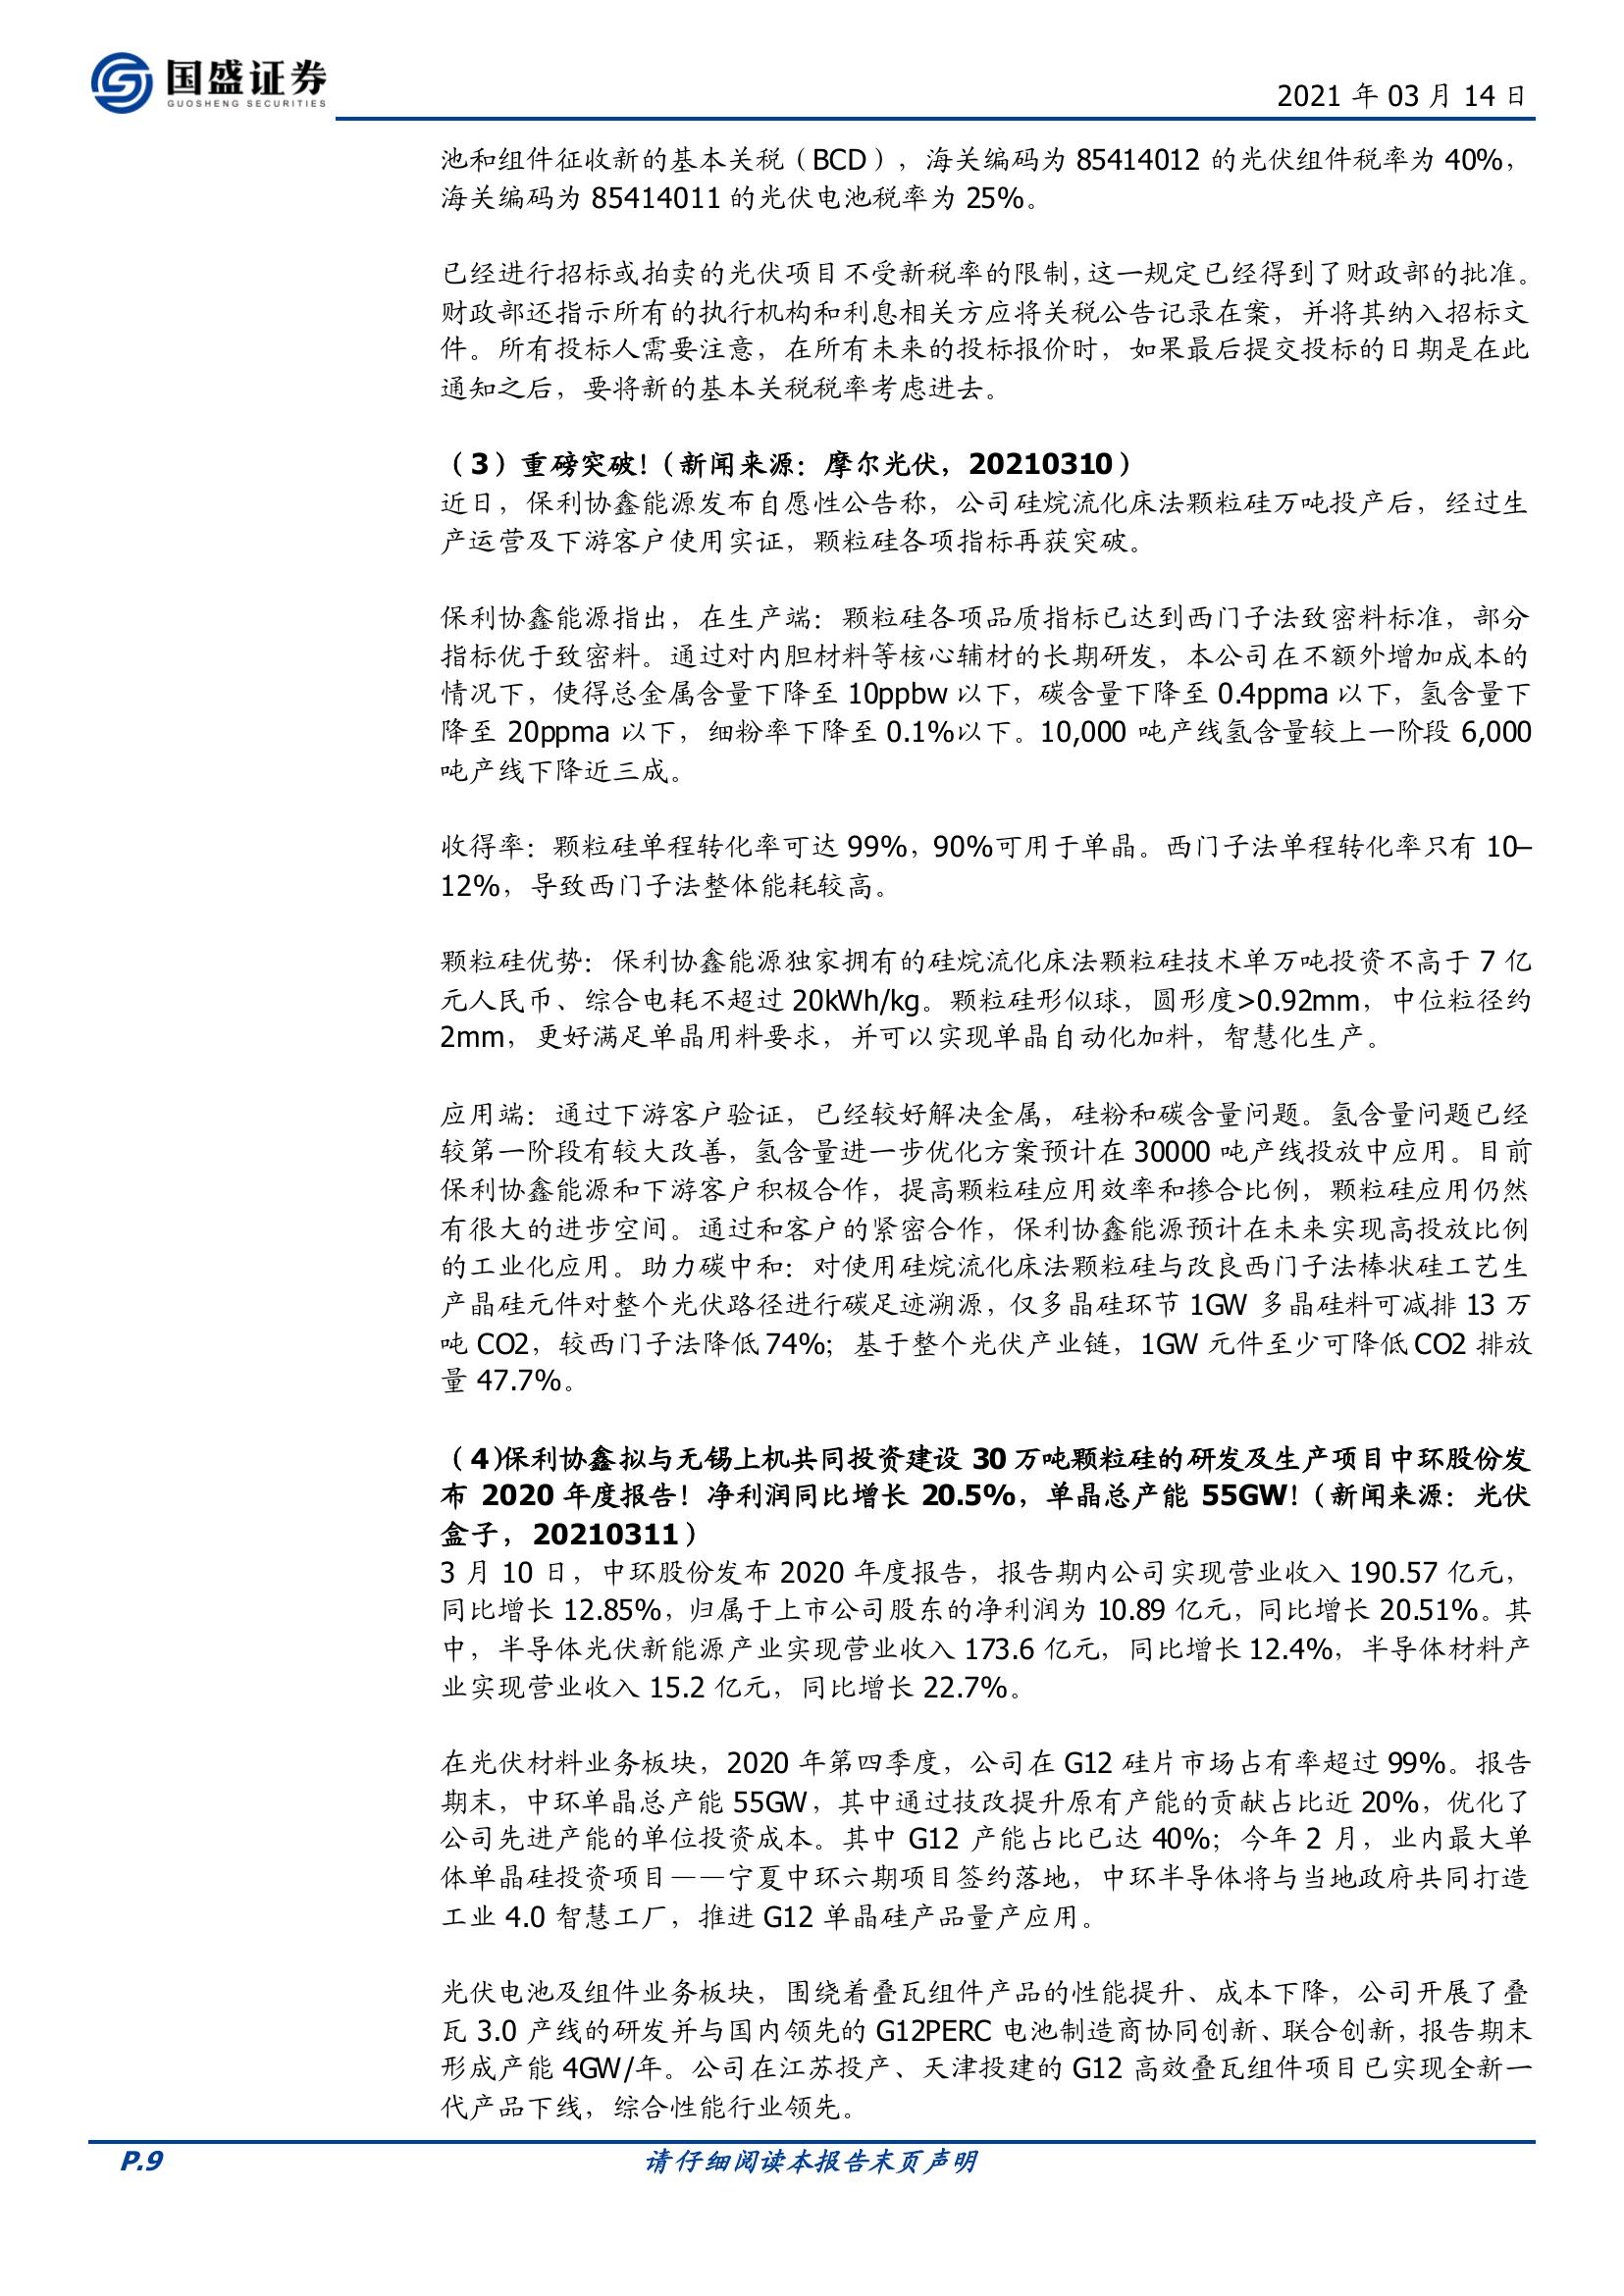 国盛证券
GUOSHENG SECURITIES
2021 年 03 月 14 日
池和组件征收新的基本关税（BCD），海关编码为 85414012 的光伏组件税率为 40%，
海关编码为 85414011 的光伏电池税率为 25%。
已经进行招标或拍卖的光伏项目不受新税率的限制，这一规定已经得到了财政部的批准。
财政部还指示所有的执行机构和利息相关方应将关税公告记录在案，并将其纳入招标文
件。所有投标人需要注意，在所有未来的投标报价时，如果最后提交投标的日期是在此
通知之后，要将新的基本关税税率考虑进去。
（3）重磅突破！（新闻来源：摩尔光伏，20210310）
近日，保利协鑫能源发布自愿性公告称，公司硅烷流化床法颗粒硅万吨投产后，经过生
产运营及下游客户使用实证，颗粒硅各项指标再获突破。
保利协鑫能源指出，在生产端：颗粒硅各项品质指标已达到西门子法致密料标准，部分
指标优于致密料。通过对内胆材料等核心辅材的长期研发，本公司在不额外增加成本的
情况下，使得总金属含量下降至 10ppbw 以下，碳含量下降至 0.4ppma 以下，氢含量下
降至 20ppma 以下，细粉率下降至 0.1%以下。10,000 吨产线氢含量较上一阶段 6,000
吨产线下降近三成。
收得率：颗粒硅单程转化率可达 99%，90%可用于单晶。西门子法单程转化率只有 10–
12%，导致西门子法整体能耗较高。
颗粒硅优势：保利协鑫能源独家拥有的硅烷流化床法颗粒硅技术单万吨投资不高于 7 亿
元人民币、综合电耗不超过 20kWh/kg。颗粒硅形似球，圆形度>0.92mm，中位粒径约
2mm，更好满足单晶用料要求，并可以实现单晶自动化加料，智慧化生产。
应用端：通过下游客户验证，已经较好解决金属，硅粉和碳含量问题。氢含量问题已经
较第一阶段有较大改善，氢含量进一步优化方案预计在 30000 吨产线投放中应用。目前
保利协鑫能源和下游客户积极合作，提高颗粒硅应用效率和掺合比例，颗粒硅应用仍然
有很大的进步空间。通过和客户的紧密合作，保利协鑫能源预计在未来实现高投放比例
的工业化应用。助力碳中和：对使用硅烷流化床法颗粒硅与改良西门子法棒状硅工艺生
产晶硅元件对整个光伏路径进行碳足迹溯源，仅多晶硅环节 1GW 多晶硅料可减排 13 万
吨 CO2，较西门子法降低 74%；基于整个光伏产业链，1GW 元件至少可降低 CO2 排放
量 47.7%。
（4）保利协鑫拟与无锡上机共同投资建设 30 万吨颗粒硅的研发及生产项目中环股份发
布 2020 年度报告！净利润同比增长 20.5%，单晶总产能 55GW！（新闻来源：光伏
盒子，20210311）
3 月 10 日，中环股份发布 2020 年度报告，报告期内公司实现营业收入 190.57 亿元，
同比增长 12.85%，归属于上市公司股东的净利润为 10.89 亿元，同比增长 20.51%。其
中，半导体光伏新能源产业实现营业收入 173.6 亿元，同比增长 12.4%，半导体材料产
业实现营业收入 15.2 亿元，同比增长 22.7%。
在光伏材料业务板块，2020 年第四季度，公司在 G12 硅片市场占有率超过 99%。报告
期末，中环单晶总产能 55GW，其中通过技改提升原有产能的贡献占比近 20%，优化了
公司先进产能的单位投资成本。其中 G12 产能占比已达 40%；今年 2 月，业内最大单
体单晶硅投资项目——宁夏中环六期项目签约落地，中环半导体将与当地政府共同打造
工业 4.0 智慧工厂，推进 G12 单晶硅产品量产应用。
光伏电池及组件业务板块，围绕着叠瓦组件产品的性能提升、成本下降，公司开展了叠
瓦 3.0 产线的研发并与国内领先的 G12PERC 电池制造商协同创新、联合创新，报告期末
形成产能 4GW/年。公司在江苏投产、天津投建的 G12 高效叠瓦组件项目已实现全新一
代产品下线，综合性能行业领先。
P.9
请仔细阅读本报告末页声明